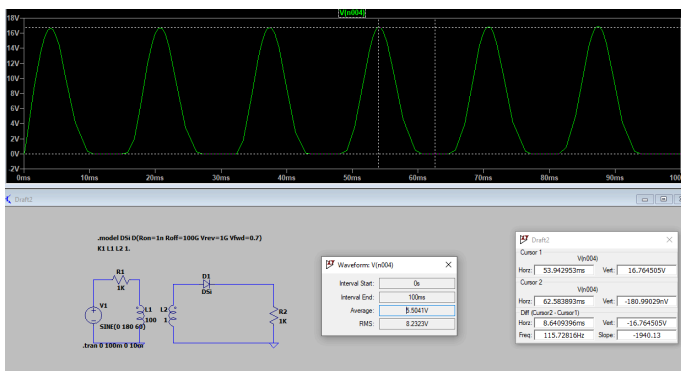 V(n004)
18V
16V
14V
12V
10V
8V
6V
4V
2V
0V
-2V
0ms 10ms 20ms 30ms 40ms 50ms 60ms 70ms 80ms 90ms 100
Draft2
.model DSi D(Ron=1n Roff=100G Vrev=1G Vfwd=0.7)
K1 L1 L2 1.
R1
1K
D1
DSi
V1
L1
L2
100
1
R2
1K
SINE(0 180 60)
.tran 0 100m 0 10u
Waveform: V(n004)
Interval Start: 0s
Interval End: 100ms
Average: 5.5041V
RMS: 8.2323V
Draft2
Cursor 1
V(n004)
Horz: 53.942953ms Vert: 16.764505V
Cursor 2
V(n004)
Horz: 62.583893ms Vert: -180.99029nV
Diff (Cursor2 - Cursor1)
Horz: 8.6409396ms Vert: -16.764505V
Freq: 115.72816Hz Slope: -1940.13